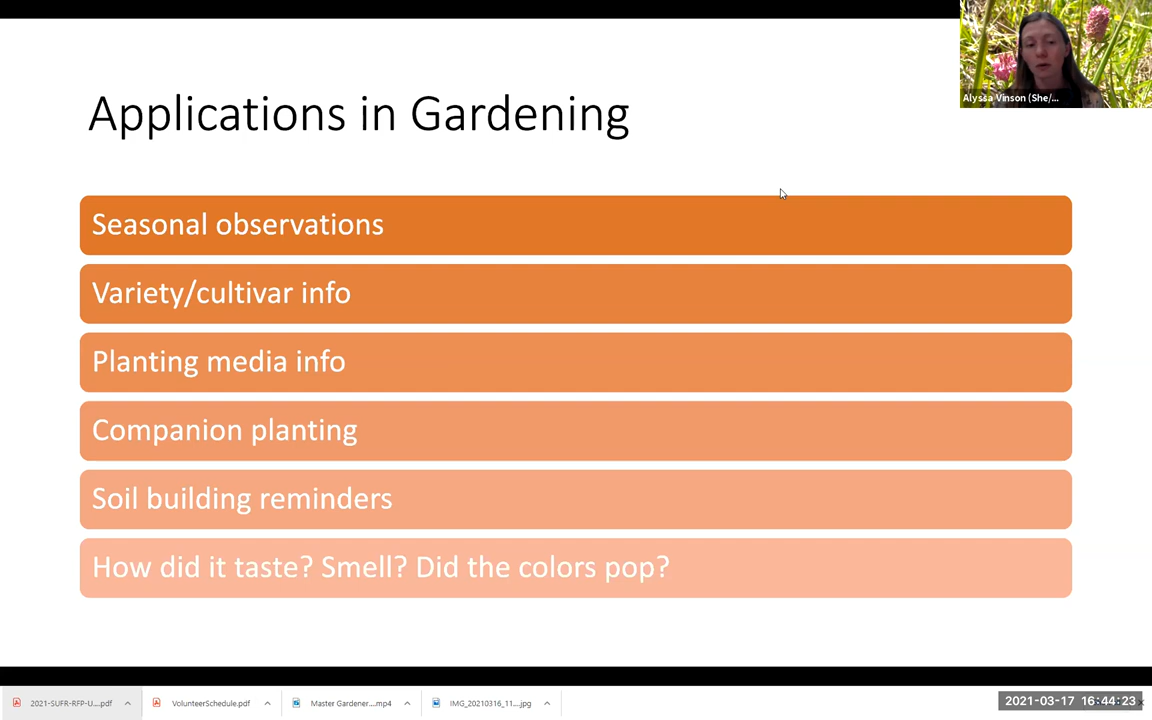 Alyssa Vinson (She/...
Applications in Gardening
Seasonal observations
Variety/cultivar info
Planting media info
Companion planting
Soil building reminders
How did it taste? Smell? Did the colors pop?
2021-SUFR-RFP-U....pdf
VolunteerSchedule.pdf
Master Gardener....mp4
IMG_20210316_11....jpg
2021-03-17 16:44:23